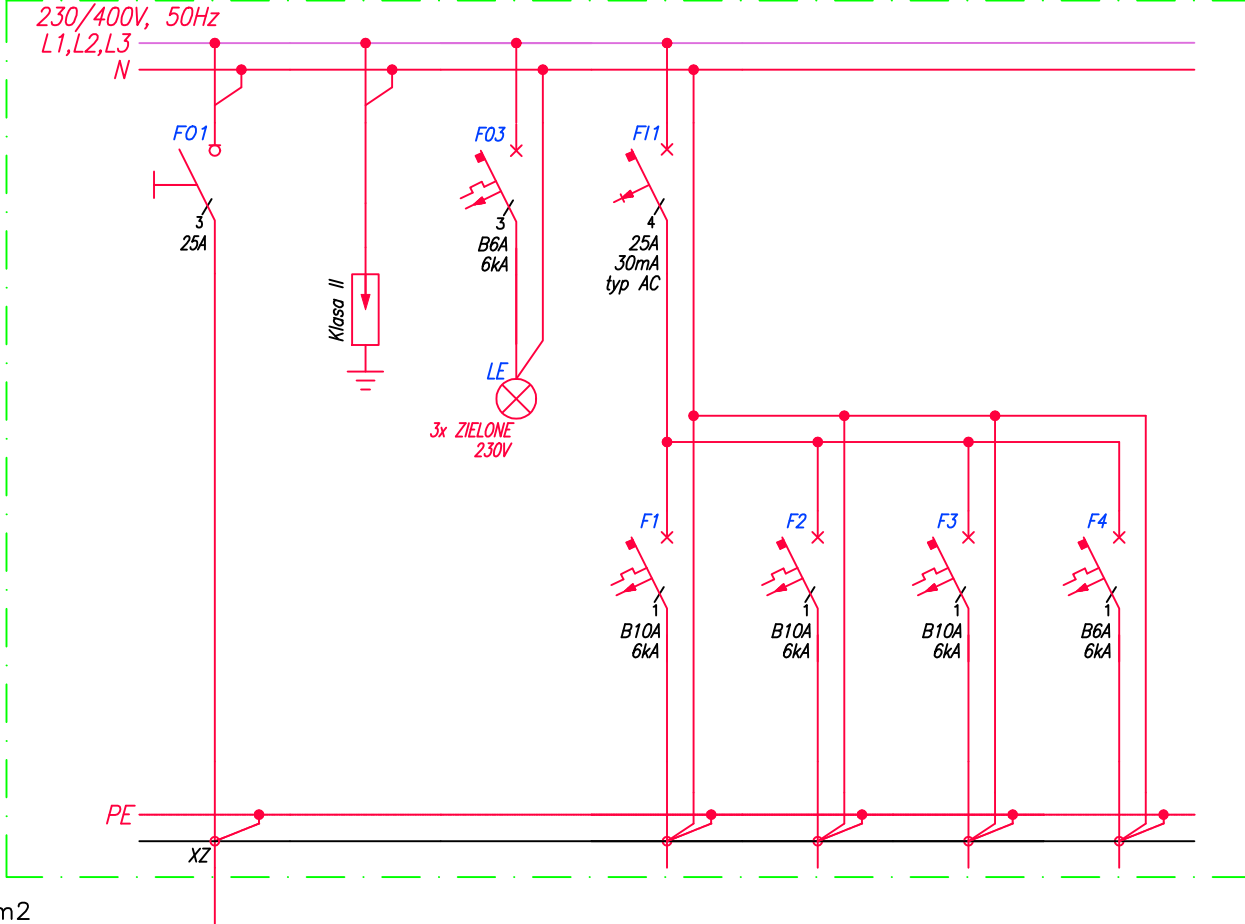 230/400V, 50Hz
L1,L2,L3
N
FO1
3
25A
Klasa II
F03
3
B6A
6kA
LE
3x ZIELONE
230V
FI1
4
25A
30mA
typ AC
F1
1
B10A
6kA
F2
1
B10A
6kA
F3
1
B10A
6kA
F4
1
B6A
6kA
PE
XZ
m2